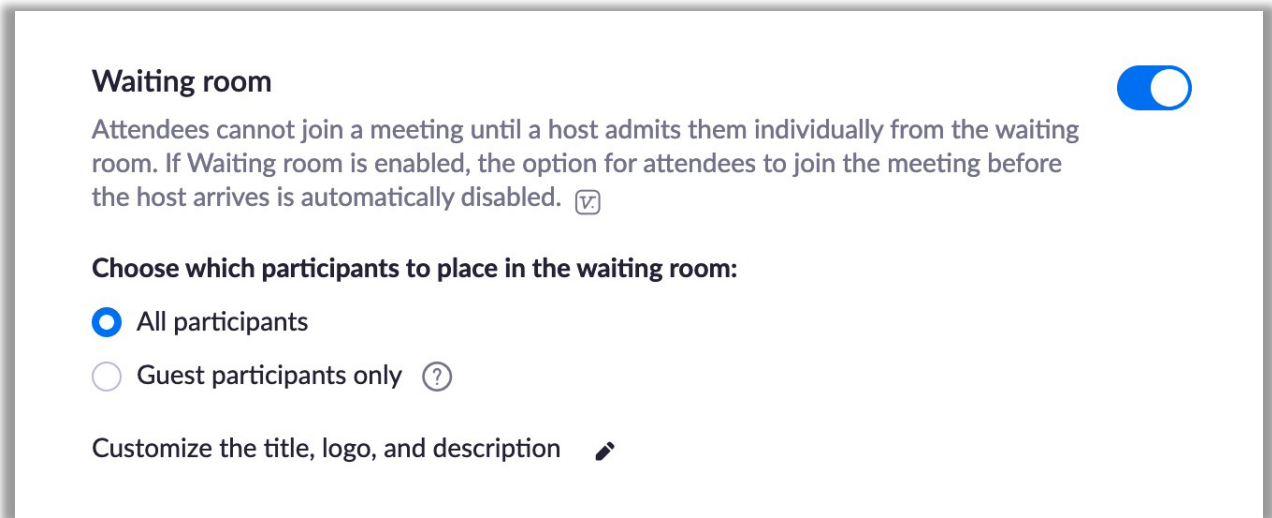 Waiting room
Attendees cannot join a meeting until a host admits them individually from the waiting
room. If Waiting room is enabled, the option for attendees to join the meeting before
the host arrives is automatically disabled. V.
Choose which participants to place in the waiting room:
All participants
Guest participants only ?
Customize the title, logo, and description